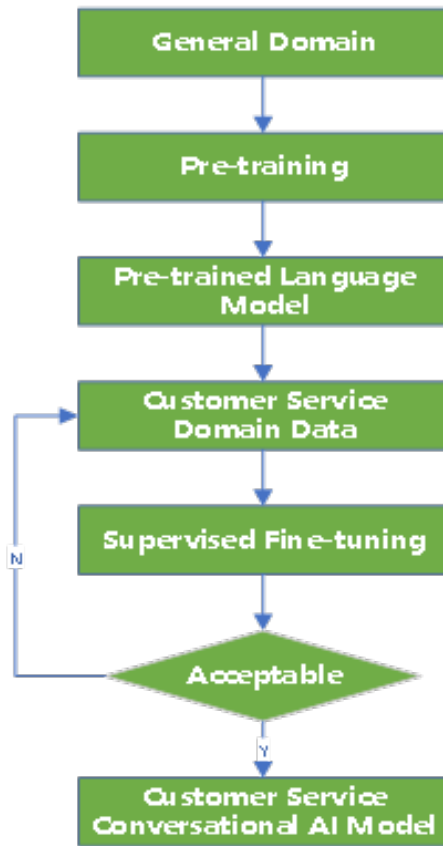 General Domain
Pre-training
Pre-trained Language
Model
Customer Service
Domain Data
Supervised Fine-tuning
N
Acceptable
Y
Customer Service
Conversational AI Model